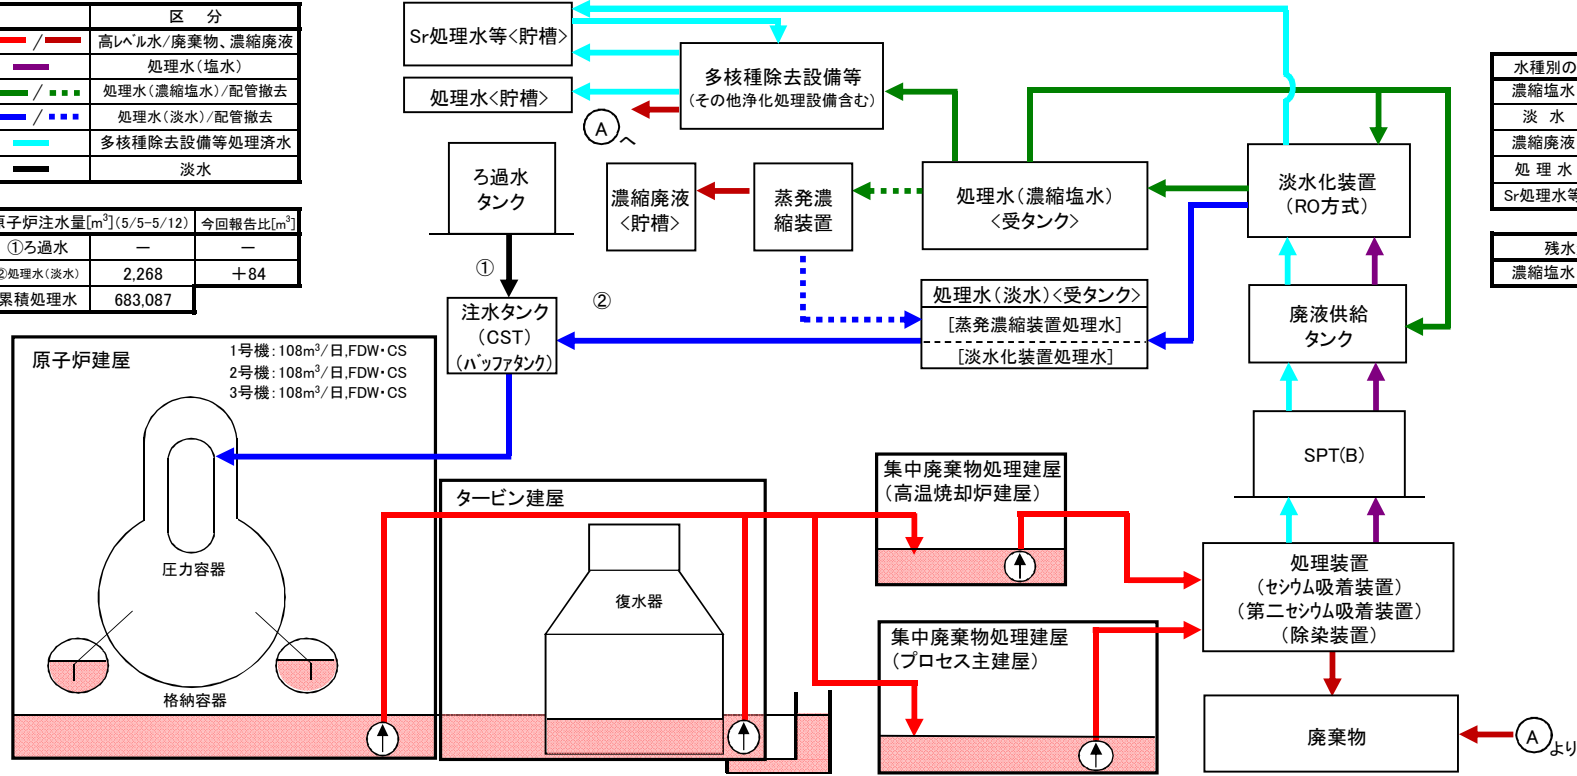 区 分
高ﾚﾍﾞﾙ水/廃棄物、濃縮廃液
処理水(塩水)
処理水(濃縮塩水)/配管撤去
処理水(淡水)/配管撤去
多核種除去設備等処理済水
淡水
原子炉注水量[m³](5/5-5/12) 今回報告比[m³]
①ろ過水 － －
②処理水(淡水) 2,268 ＋84
累積処理水 683,087
Sr処理水等<貯槽>
処理水<貯槽>
多核種除去設備等
(その他浄化処理設備含む)
A へ
ろ過水
タンク
濃縮廃液
<貯槽>
蒸発濃
縮装置
処理水(濃縮塩水)
<受タンク>
淡水化装置
(RO方式)
水種別の
濃縮塩水
淡 水
濃縮廃液
処 理 水
Sr処理水等
残水
濃縮塩水
①
②
注水タンク
(CST)
(ﾊﾞｯﾌｧﾀﾝｸ)
処理水(淡水)<受タンク>
[蒸発濃縮装置処理水]
[淡水化装置処理水]
廃液供給
タンク
SPT(B)
原子炉建屋
1号機:108m³/日,FDW･CS
2号機:108m³/日,FDW･CS
3号機:108m³/日,FDW･CS
圧力容器
格納容器
タービン建屋
復水器
集中廃棄物処理建屋
(高温焼却炉建屋)
集中廃棄物処理建屋
(プロセス主建屋)
処理装置
(セシウム吸着装置)
(第二セシウム吸着装置)
(除染装置)
廃棄物
A より